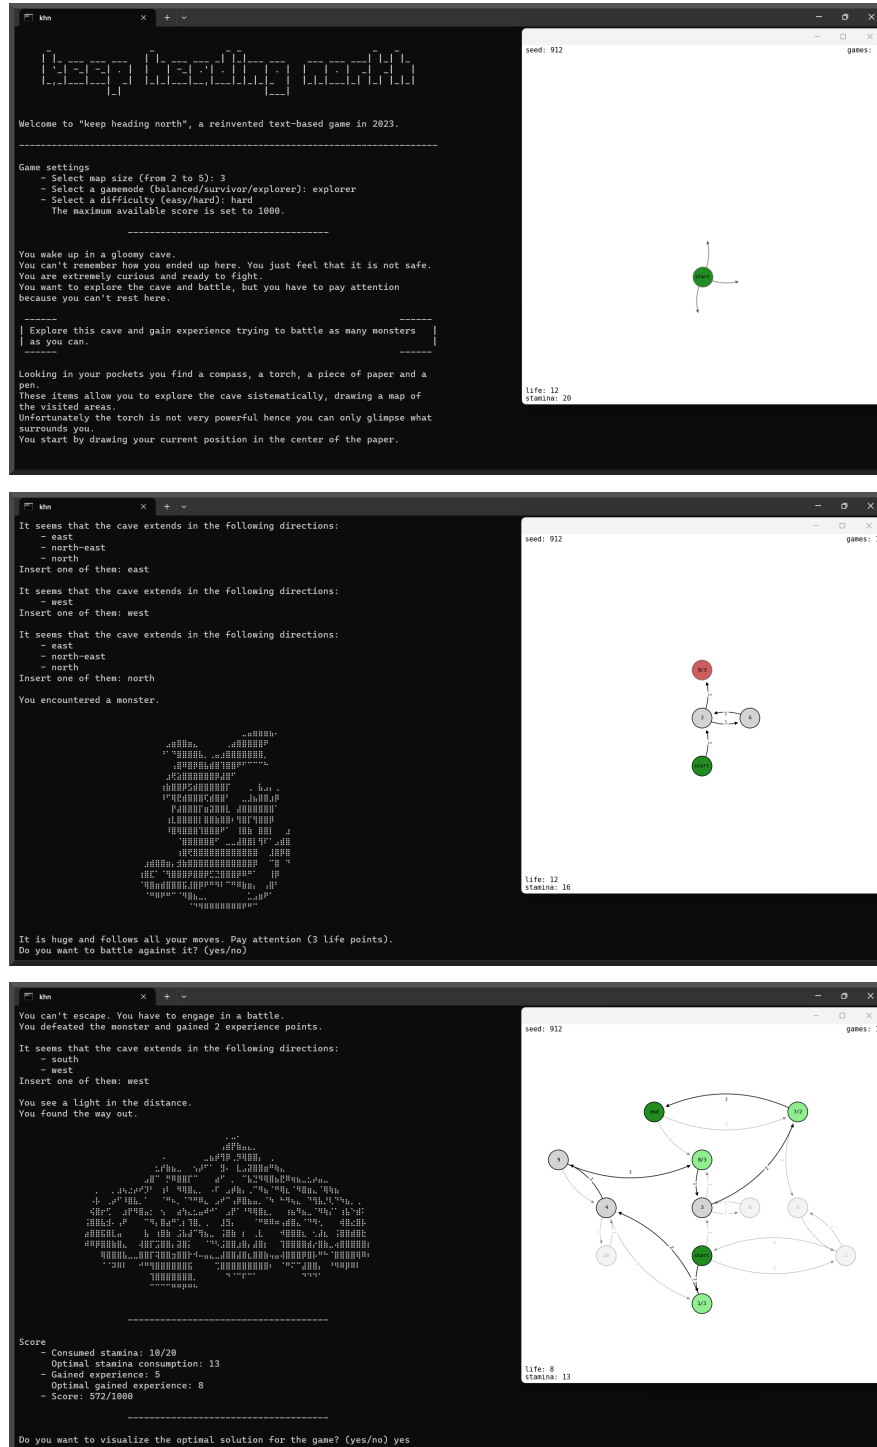 khn
keep heading north
Welcome to "keep heading north", a reinvented text-based game in 2023.
Game settings
- Select map size (from 2 to 5): 3
- Select a gamemode (balanced/survivor/explorer): explorer
- Select a difficulty (easy/hard): hard
The maximum available score is set to 1000.
You wake up in a gloomy cave.
You can't remember how you ended up here. You just feel that it is not safe.
You are extremely curious and ready to fight.
You want to explore the cave and battle, but you have to pay attention
because you can't rest here.
| Explore this cave and gain experience trying to battle as many monsters |
| as you can. |
Looking in your pockets you find a compass, a torch, a piece of paper and a
pen.
These items allow you to explore the cave sistematically, drawing a map of
the visited areas.
Unfortunately the torch is not very powerful hence you can only glimpse what
surrounds you.
You start by drawing your current position in the center of the paper.
seed: 912
games:
start
life: 12
stamina: 20
khn
It seems that the cave extends in the following directions:
- east
- north-east
- north
Insert one of them: east
It seems that the cave extends in the following directions:
- west
Insert one of them: west
It seems that the cave extends in the following directions:
- east
- north-east
- north
Insert one of them: north
You encountered a monster.
It is huge and follows all your moves. Pay attention (3 life points).
Do you want to battle against it? (yes/no)
seed: 912
games:
8/3
3
6
start
life: 12
stamina: 16
khn
You can't escape. You have to engage in a battle.
You defeated the monster and gained 2 experience points.
It seems that the cave extends in the following directions:
- south
- west
Insert one of them: west
You see a light in the distance.
You found the way out.
Score
- Consumed stamina: 10/20
Optimal stamina consumption: 13
- Gained experience: 5
Optimal gained experience: 8
- Score: 572/1000
Do you want to visualize the optimal solution for the game? (yes/no) yes
seed: 912
games:
end
7/2
9
8/3
4
3
6
5
10
start
2
1/3
life: 8
stamina: 13